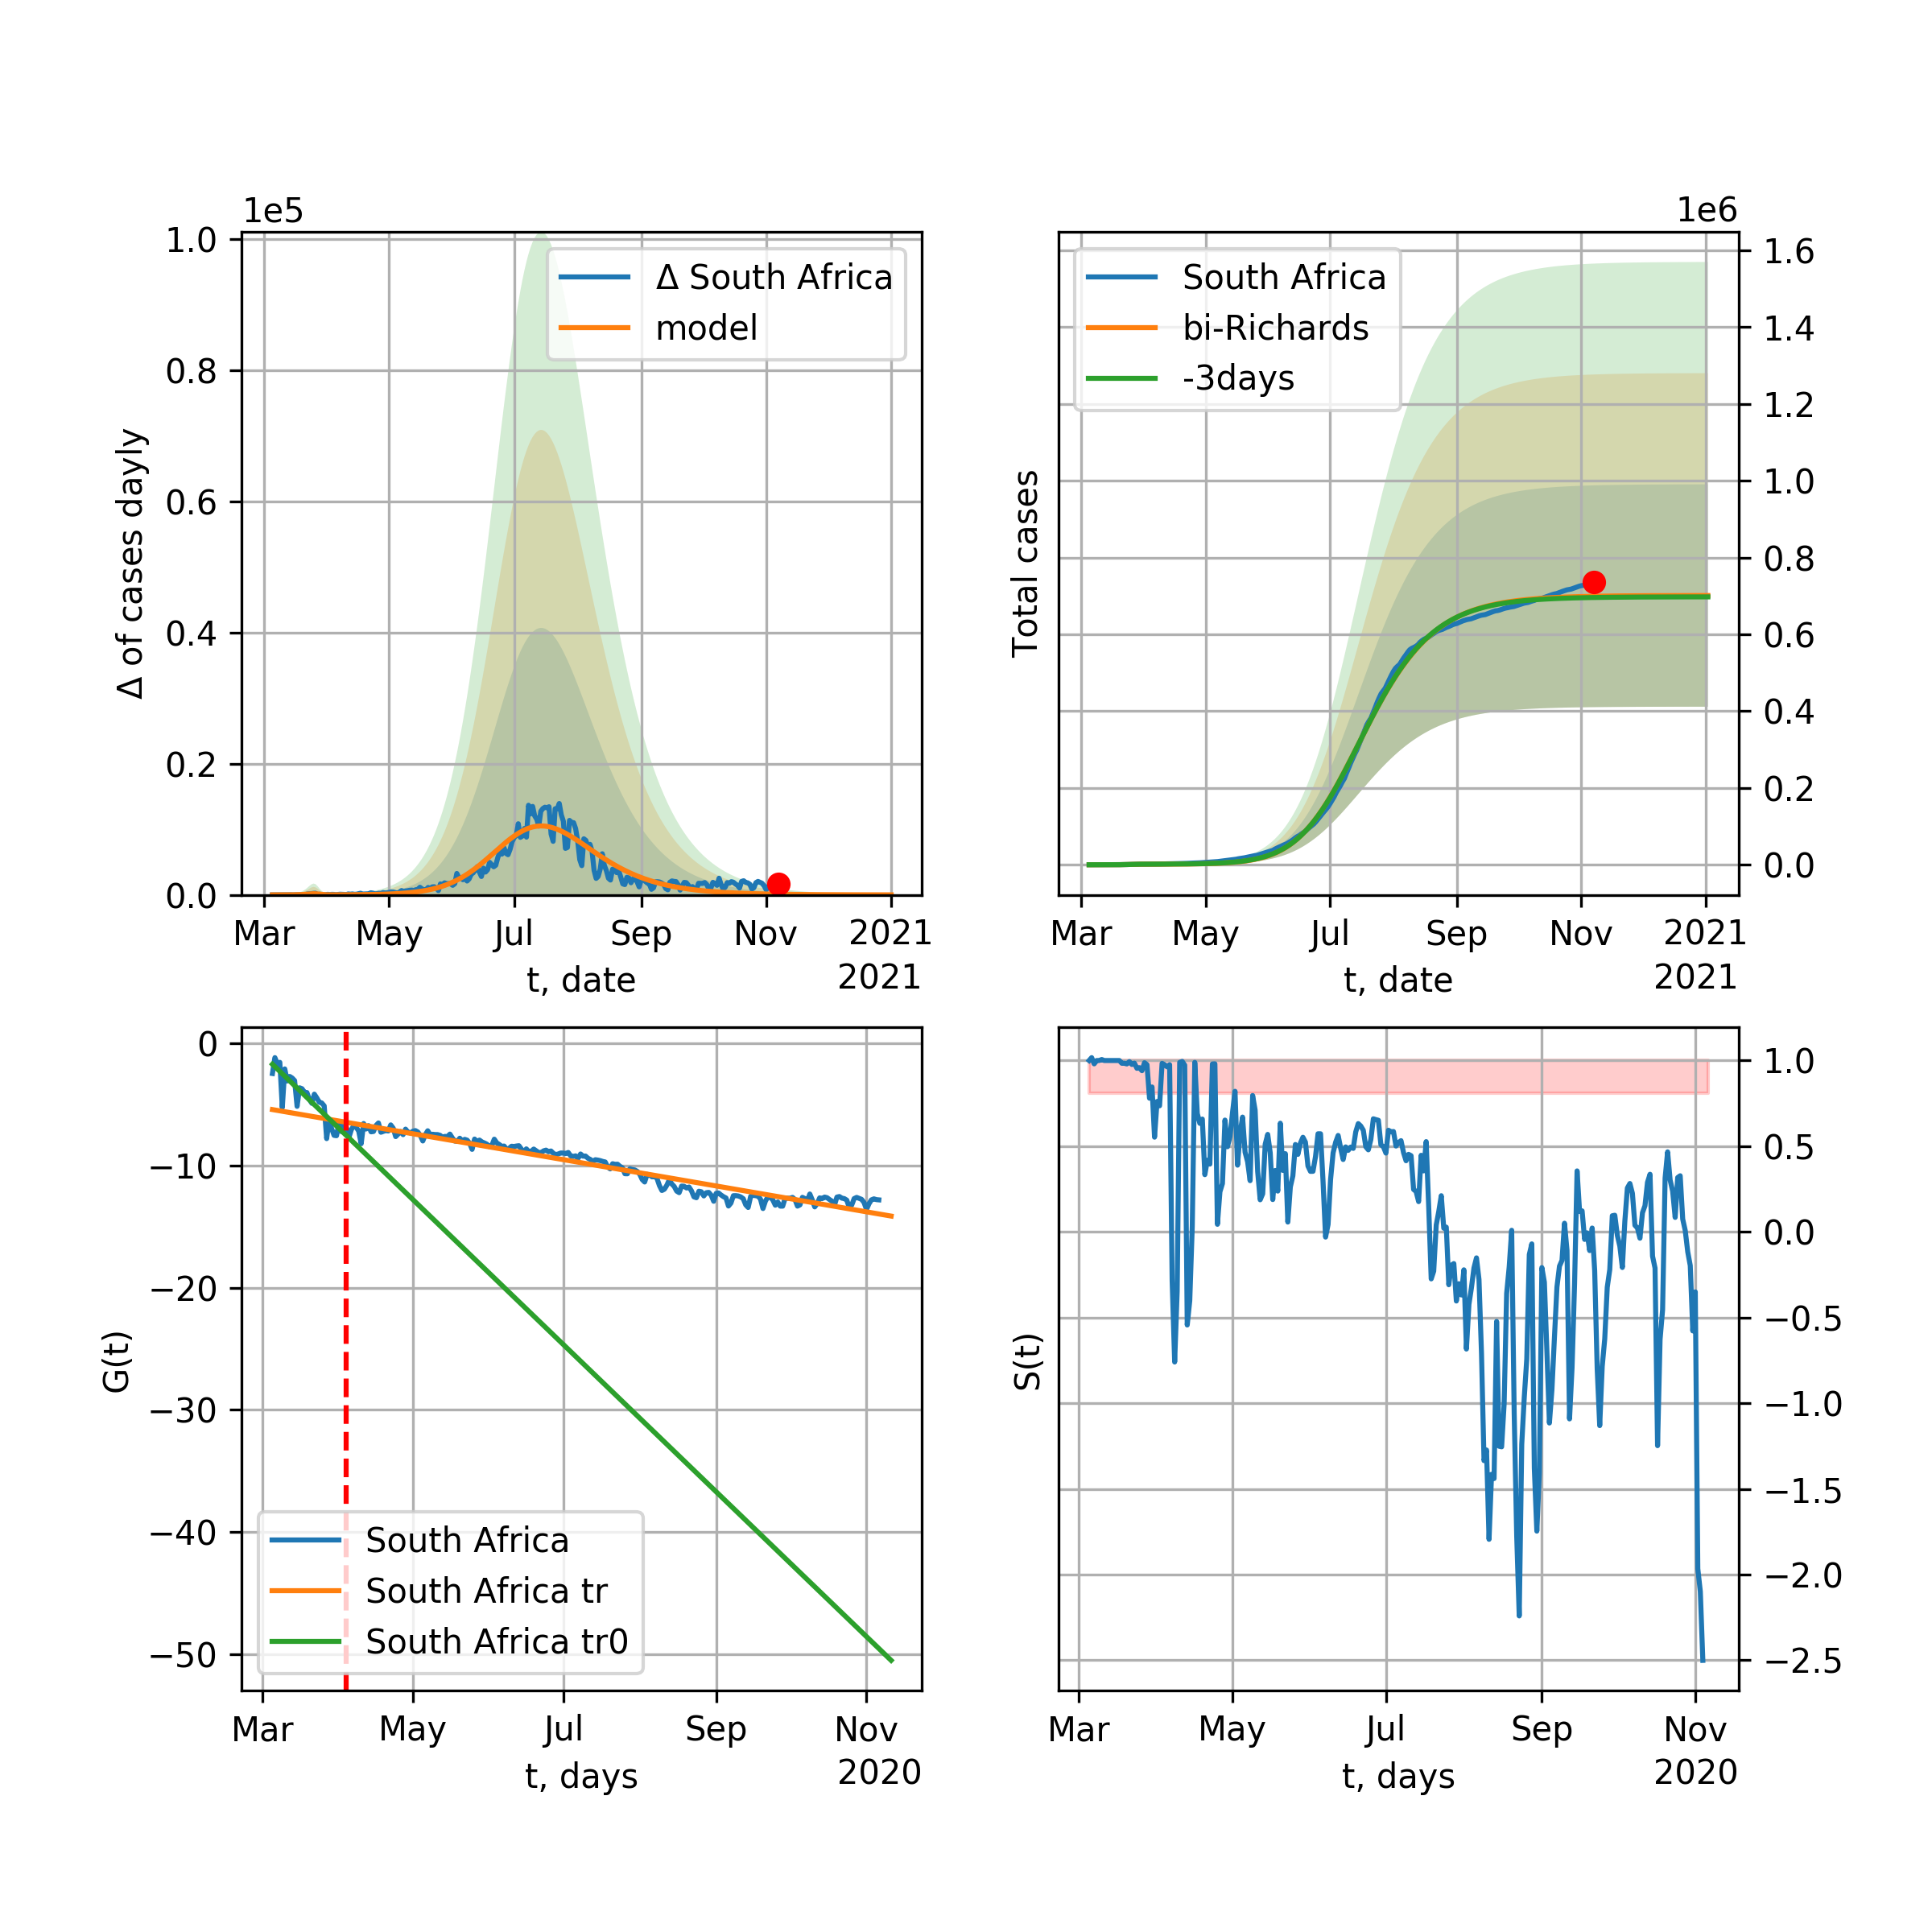 1e5
1.0
0.8
0.6
0.4
0.2
0.0
Δ of cases dayly
Δ South Africa
model
Mar May Jul Sep Nov 2021
t, date
2021
1e6
1.6
1.4
1.2
1.0
0.8
0.6
0.4
0.2
0.0
Total cases
South Africa
bi-Richards
-3days
Mar May Jul Sep Nov 2021
t, date
2021
0
−10
−20
−30
−40
−50
G(t)
South Africa
South Africa tr
South Africa tr0
Mar May Jul Sep Nov
t, days
2020
1.0
0.5
0.0
−0.5
−1.0
−1.5
−2.0
−2.5
S(t)
Mar May Jul Sep Nov
t, days
2020